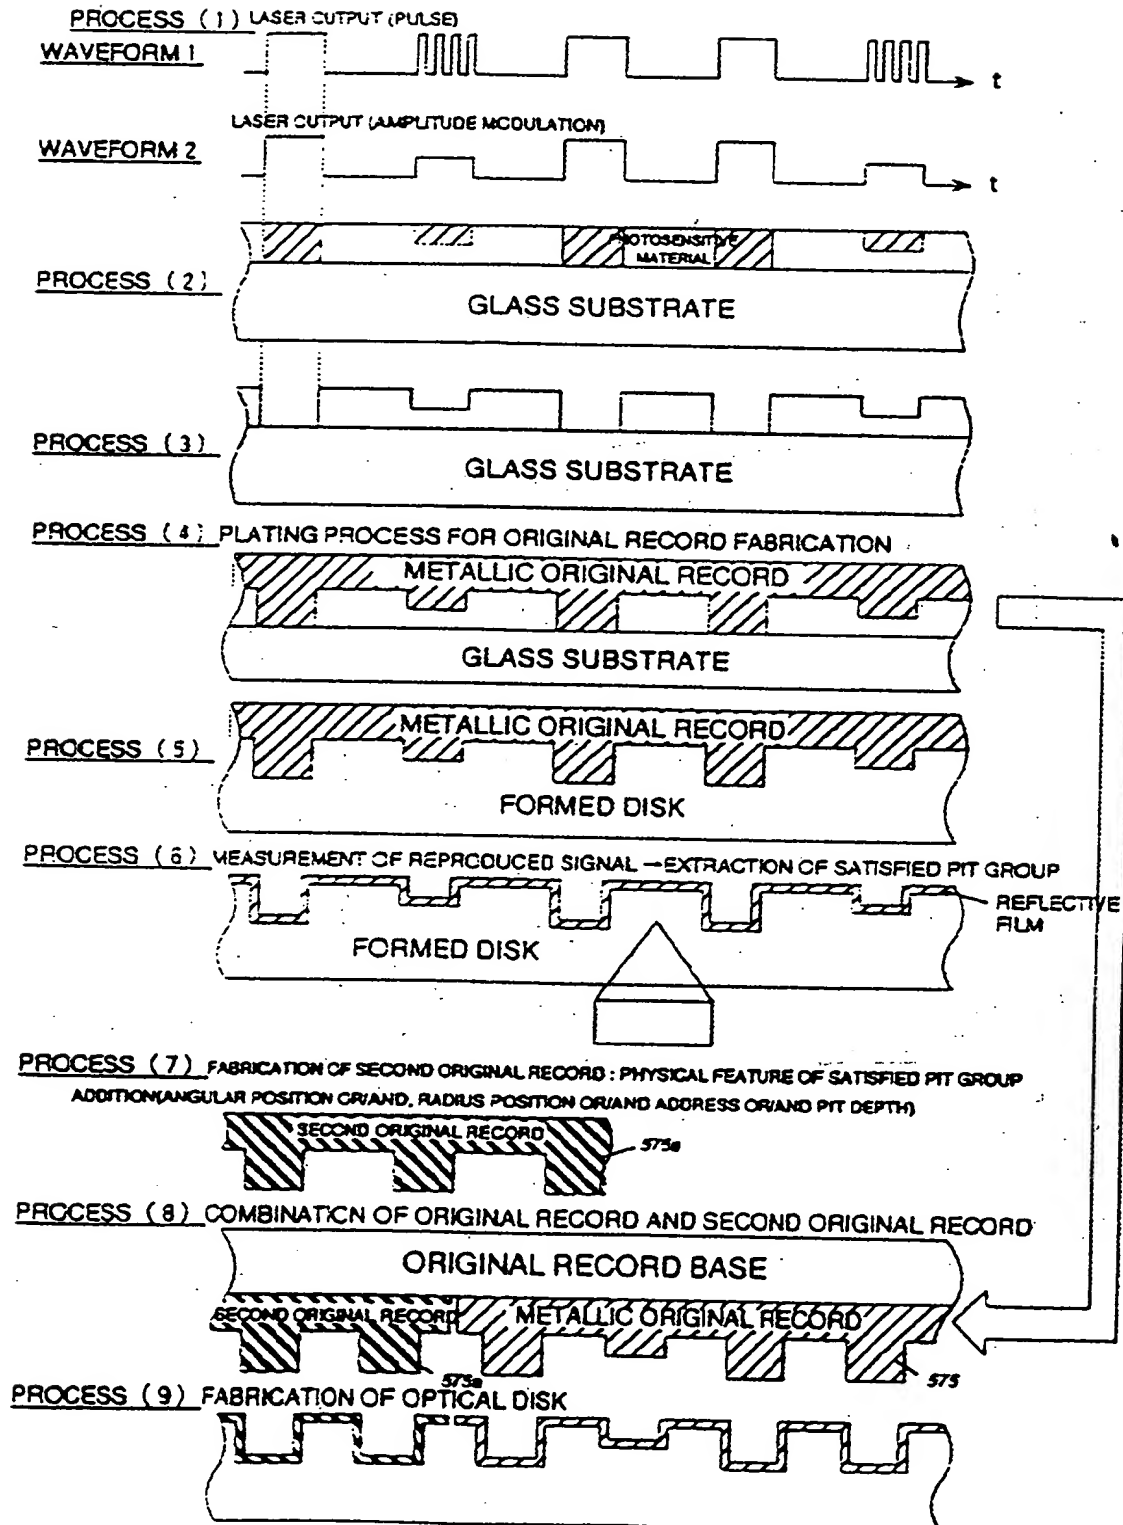 PROCESS (1) LASER OUTPUT (PULSE)
WAVEFORM 1
t
LASER OUTPUT (AMPLITUDE MODULATION)
WAVEFORM 2
t
PHOTOSENSITIVE
MATERIAL
PROCESS (2)
GLASS SUBSTRATE
PROCESS (3)
GLASS SUBSTRATE
PROCESS (4) PLATING PROCESS FOR ORIGINAL RECORD FABRICATION
METALLIC ORIGINAL RECORD
GLASS SUBSTRATE
METALLIC ORIGINAL RECORD
PROCESS (5)
FORMED DISK
PROCESS (6) MEASUREMENT OF REPRODUCED SIGNAL → EXTRACTION OF SATISFIED PIT GROUP
REFLECTIVE
FILM
FORMED DISK
PROCESS (7) FABRICATION OF SECOND ORIGINAL RECORD : PHYSICAL FEATURE OF SATISFIED PIT GROUP
ADDITION(ANGULAR POSITION OR/AND, RADIUS POSITION OR/AND ADDRESS OR/AND PIT DEPTH)
SECOND ORIGINAL RECORD
575a
PROCESS (8) COMBINATION OF ORIGINAL RECORD AND SECOND ORIGINAL RECORD
ORIGINAL RECORD BASE
SECOND ORIGINAL RECORD METALLIC ORIGINAL RECORD
575a 575
PROCESS (9) FABRICATION OF OPTICAL DISK